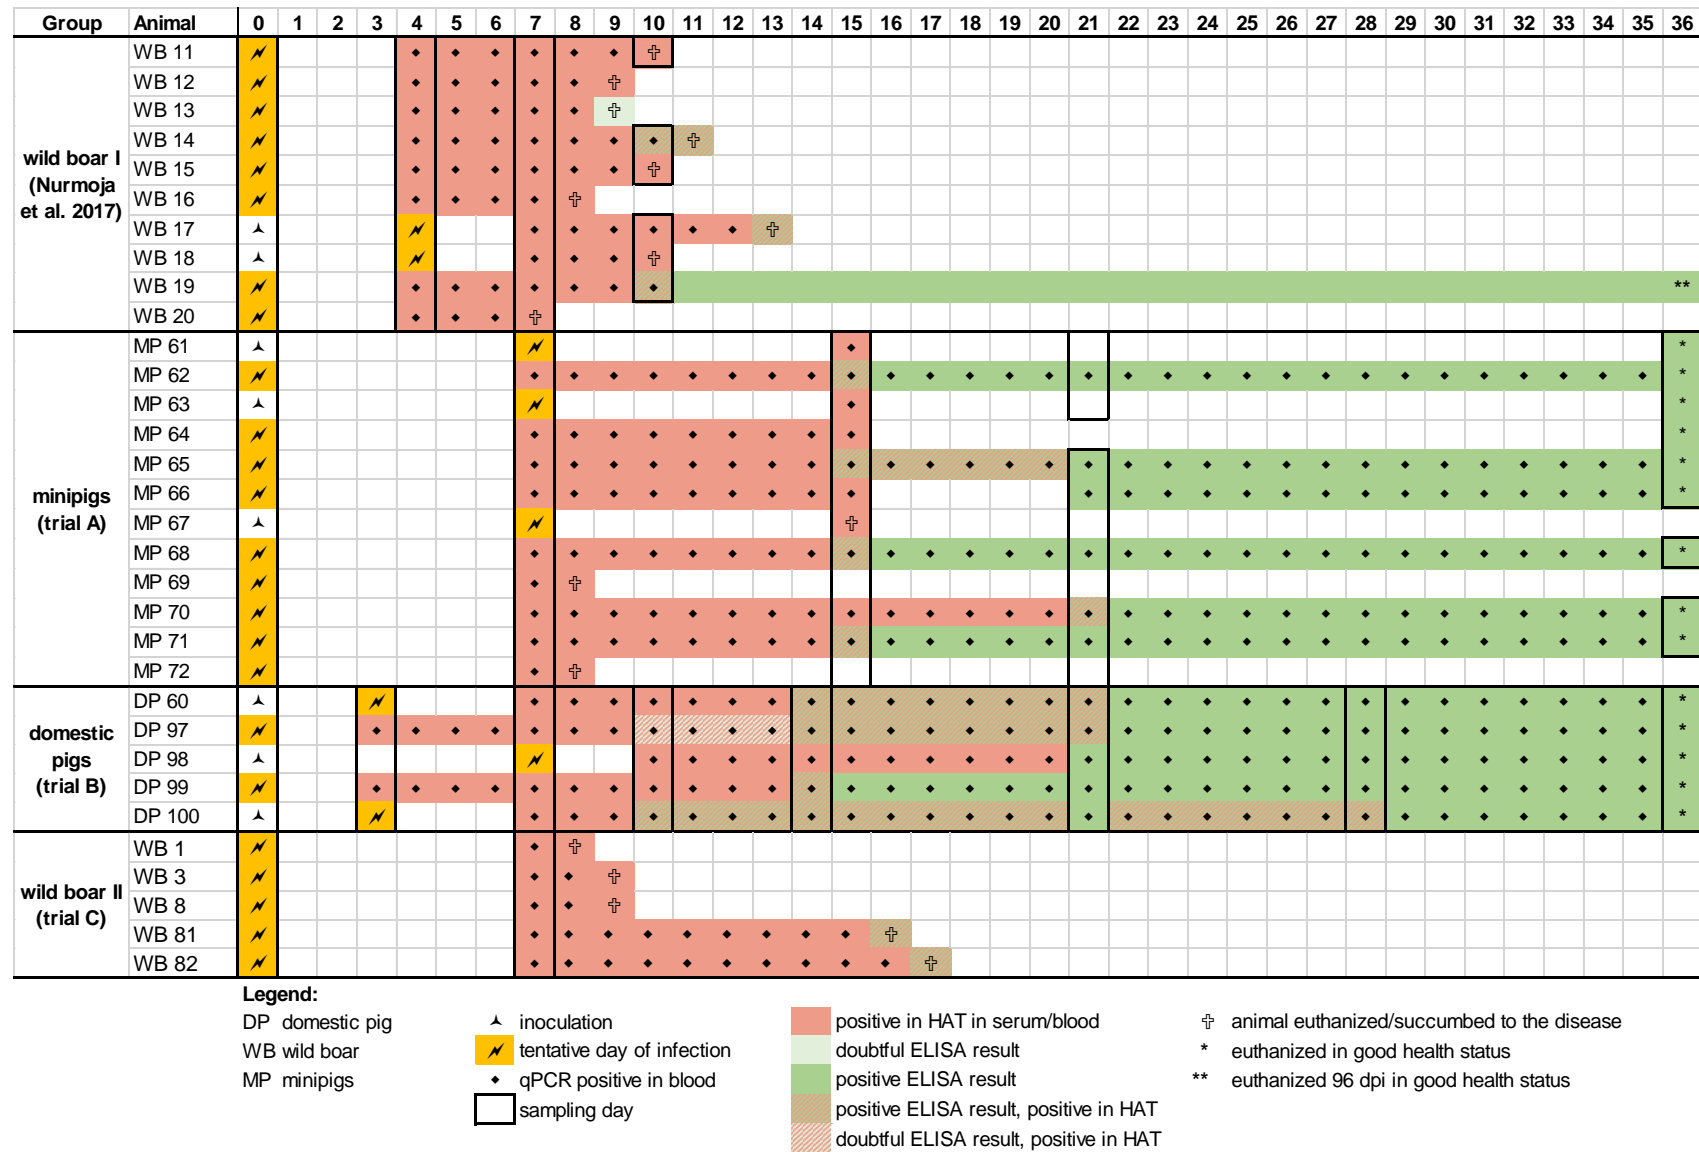 Group Animal 0 1 2 3 4 5 6 7 8 9 10 11 12 13 14 15 16 17 18 19 20 21 22 23 24 25 26 27 28 29 30 31 32 33 34 35 36
wild boar I
(Nurmoja
et al. 2017)
WB 11
WB 12
WB 13
WB 14
WB 15
WB 16
WB 17
WB 18
WB 19 **
WB 20
minipigs
(trial A)
MP 61 *
MP 62 *
MP 63 *
MP 64 *
MP 65 *
MP 66 *
MP 67
MP 68 *
MP 69
MP 70 *
MP 71 *
MP 72
domestic
pigs
(trial B)
DP 60 *
DP 97 *
DP 98 *
DP 99 *
DP 100 *
wild boar II
(trial C)
WB 1
WB 3
WB 8
WB 81
WB 82
Legend:
DP domestic pig
WB wild boar
MP minipigs
inoculation
tentative day of infection
qPCR positive in blood
sampling day
positive in HAT in serum/blood
doubtful ELISA result
positive ELISA result
positive ELISA result, positive in HAT
doubtful ELISA result, positive in HAT
animal euthanized/succumbed to the disease
* euthanized in good health status
** euthanized 96 dpi in good health status